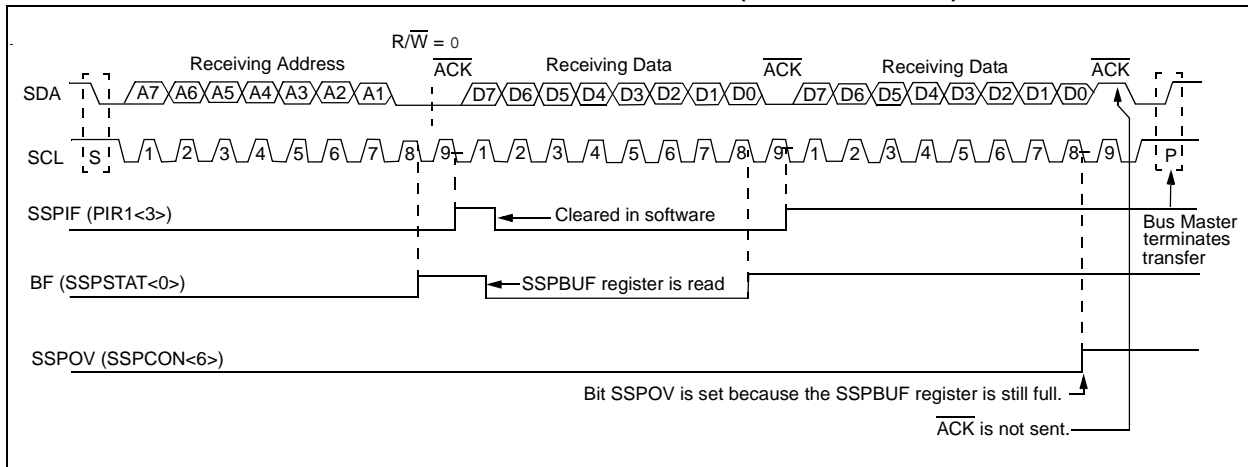 R/W = 0
Receiving Address ACK Receiving Data ACK Receiving Data ACK
SDA A7 A6 A5 A4 A3 A2 A1 D7 D6 D5 D4 D3 D2 D1 D0 D7 D6 D5 D4 D3 D2 D1 D0
SCL S 1 2 3 4 5 6 7 8 9 1 2 3 4 5 6 7 8 9 1 2 3 4 5 6 7 8 9 P
SSPIF (PIR1<3>) Cleared in software
Bus Master
terminates
transfer
BF (SSPSTAT<0>) SSPBUF register is read
SSPOV (SSPCON<6>)
Bit SSPOV is set because the SSPBUF register is still full.
ACK is not sent.